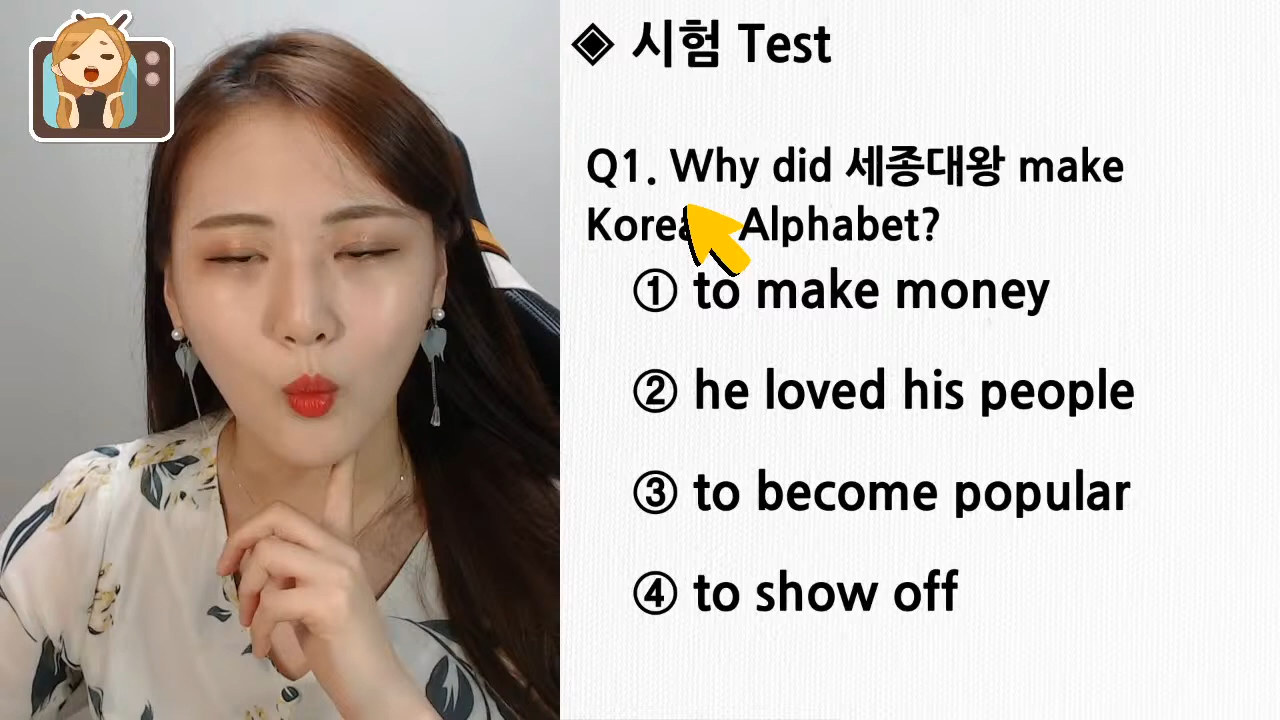 ◈ 시험 Test
Q1. Why did 세종대왕 make
Alphabet?
① to make money
② he loved his people
③ to become popular
④ to show off